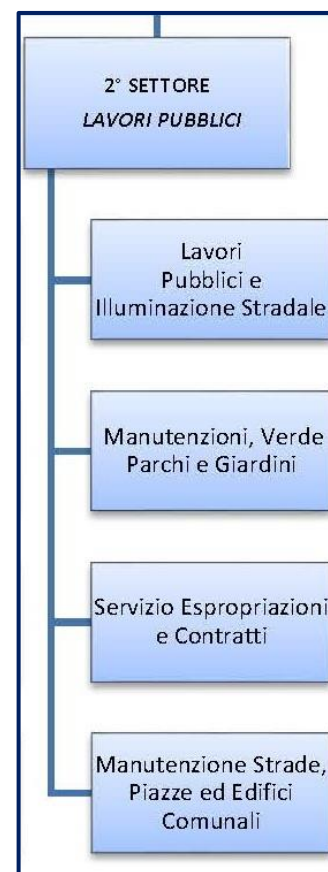 2° SETTORE
LAVORI PUBBLICI
Lavori
Pubblici e
Illuminazione Stradale
Manutenzioni, Verde
Parchi e Giardini
Servizio Espropriazioni
e Contratti
Manutenzione Strade,
Piazze ed Edifici
Comunali